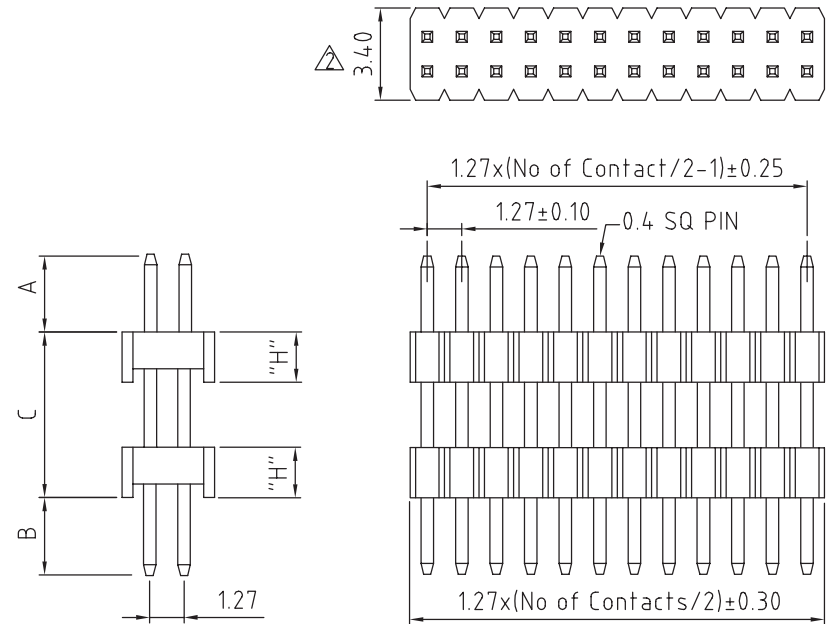 2
3.40
1.27x(No of Contact/2-1)±0.25
1.27±0.10
0.4 SQ PIN
A
"H"
C
"H"
B
1.27
1.27x(No of Contacts/2)±0.30